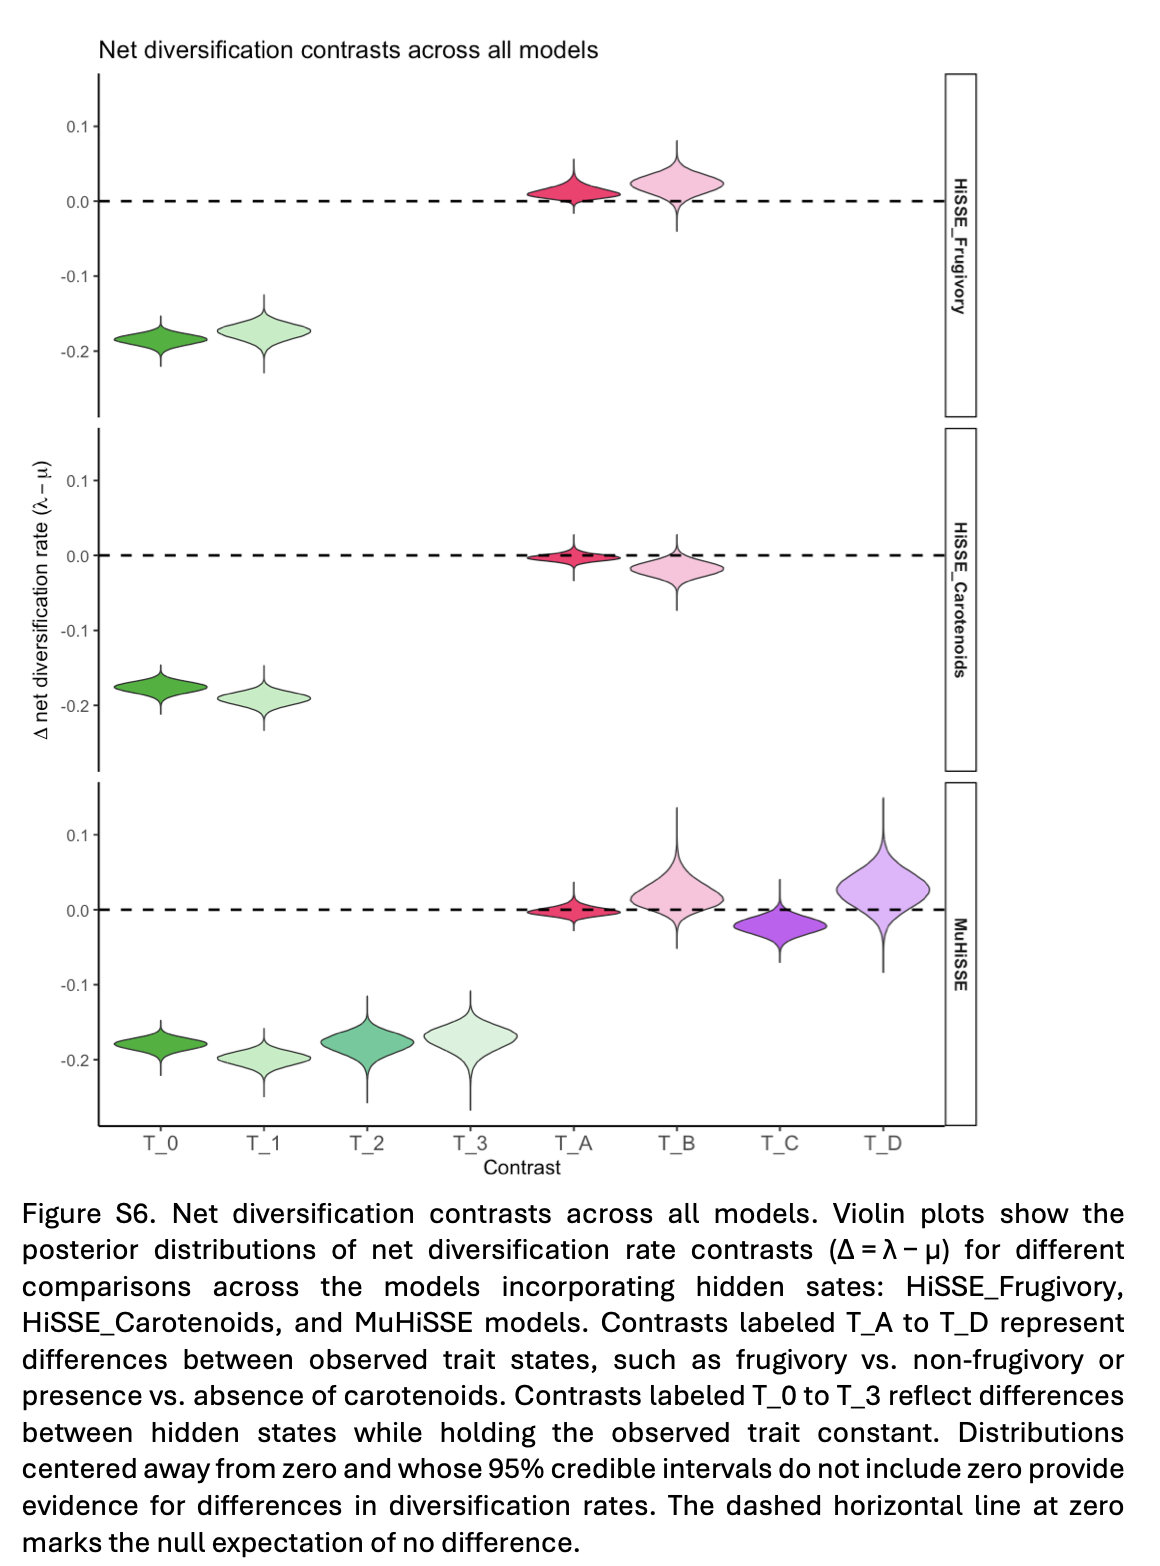 Net diversification contrasts across all models
0.1
0.0
-0.1
-0.2
HiSSE_Frugivory
0.1
0.0
-0.1
-0.2
HiSSE_Carotenoids
Δ net diversification rate (λ − μ)
0.1
0.0
-0.1
-0.2
MuHiSSE
T_0 T_1 T_2 T_3 T_A T_B T_C T_D
Contrast
Figure S6. Net diversification contrasts across all models. Violin plots show the
posterior distributions of net diversification rate contrasts (Δ = λ − μ) for different
comparisons across the models incorporating hidden sates: HiSSE_Frugivory,
HiSSE_Carotenoids, and MuHiSSE models. Contrasts labeled T_A to T_D represent
differences between observed trait states, such as frugivory vs. non-frugivory or
presence vs. absence of carotenoids. Contrasts labeled T_0 to T_3 reflect differences
between hidden states while holding the observed trait constant. Distributions
centered away from zero and whose 95% credible intervals do not include zero provide
evidence for differences in diversification rates. The dashed horizontal line at zero
marks the null expectation of no difference.